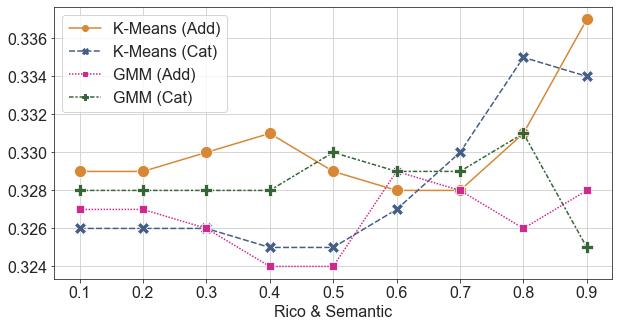 K-Means (Add)
K-Means (Cat)
GMM (Add)
GMM (Cat)
0.336
0.334
0.332
0.330
0.328
0.326
0.324
0.1 0.2 0.3 0.4 0.5 0.6 0.7 0.8 0.9
Rico & Semantic